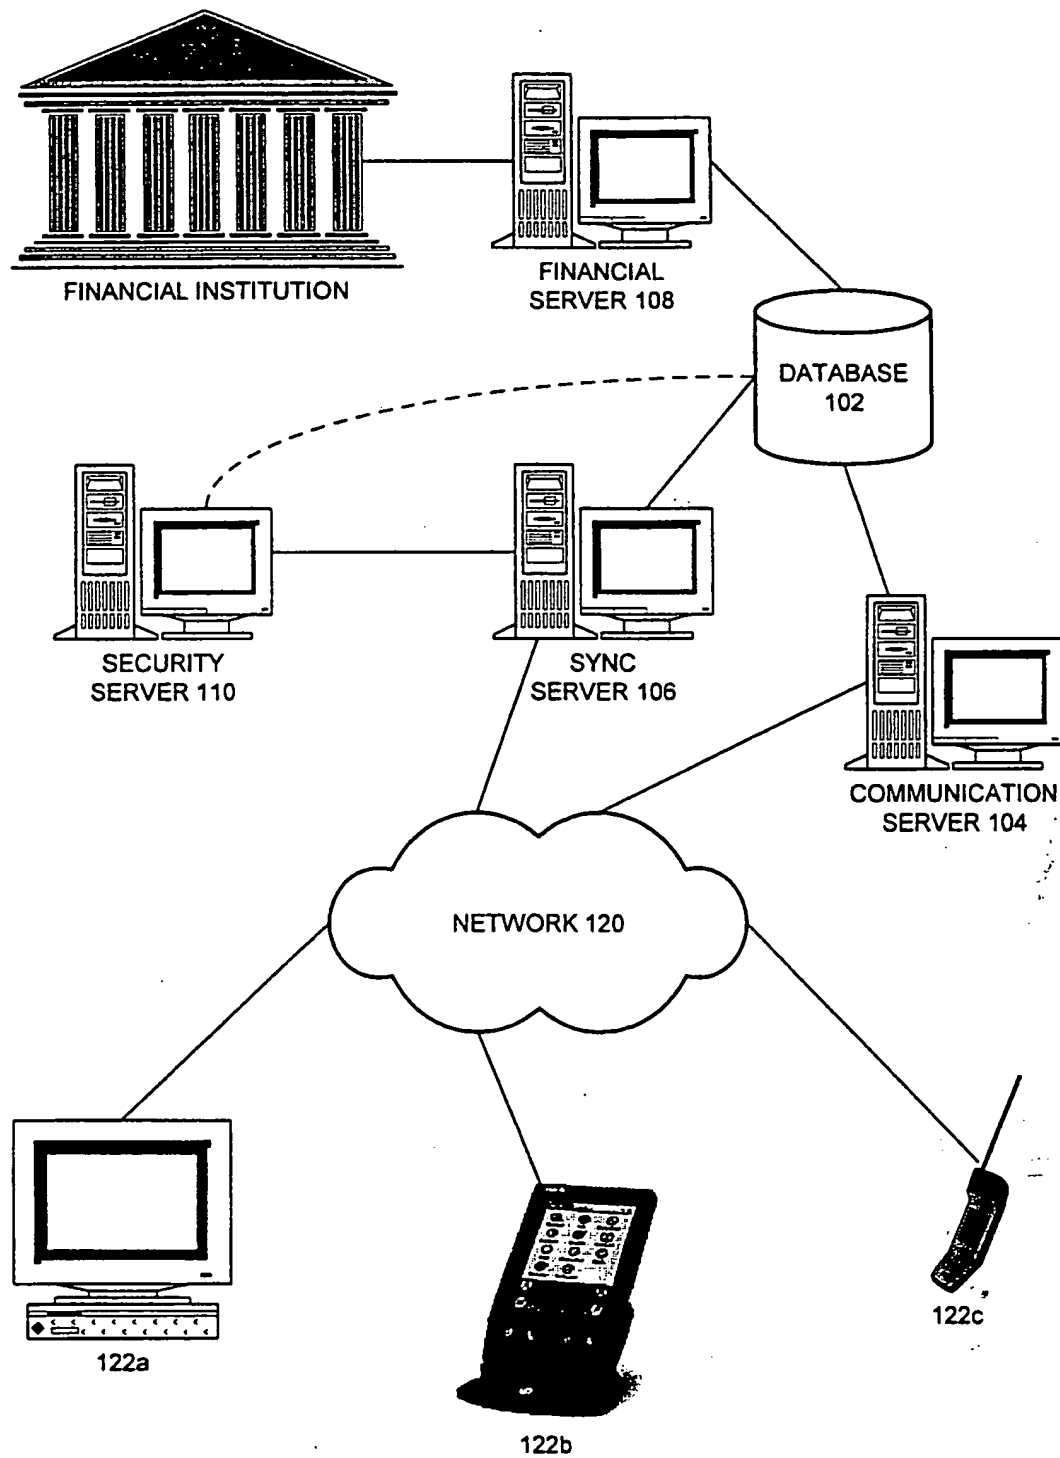 FINANCIAL INSTITUTION
FINANCIAL
SERVER 108
DATABASE
102
SECURITY
SERVER 110
SYNC
SERVER 106
COMMUNICATION
SERVER 104
NETWORK 120
122a
122b
122c